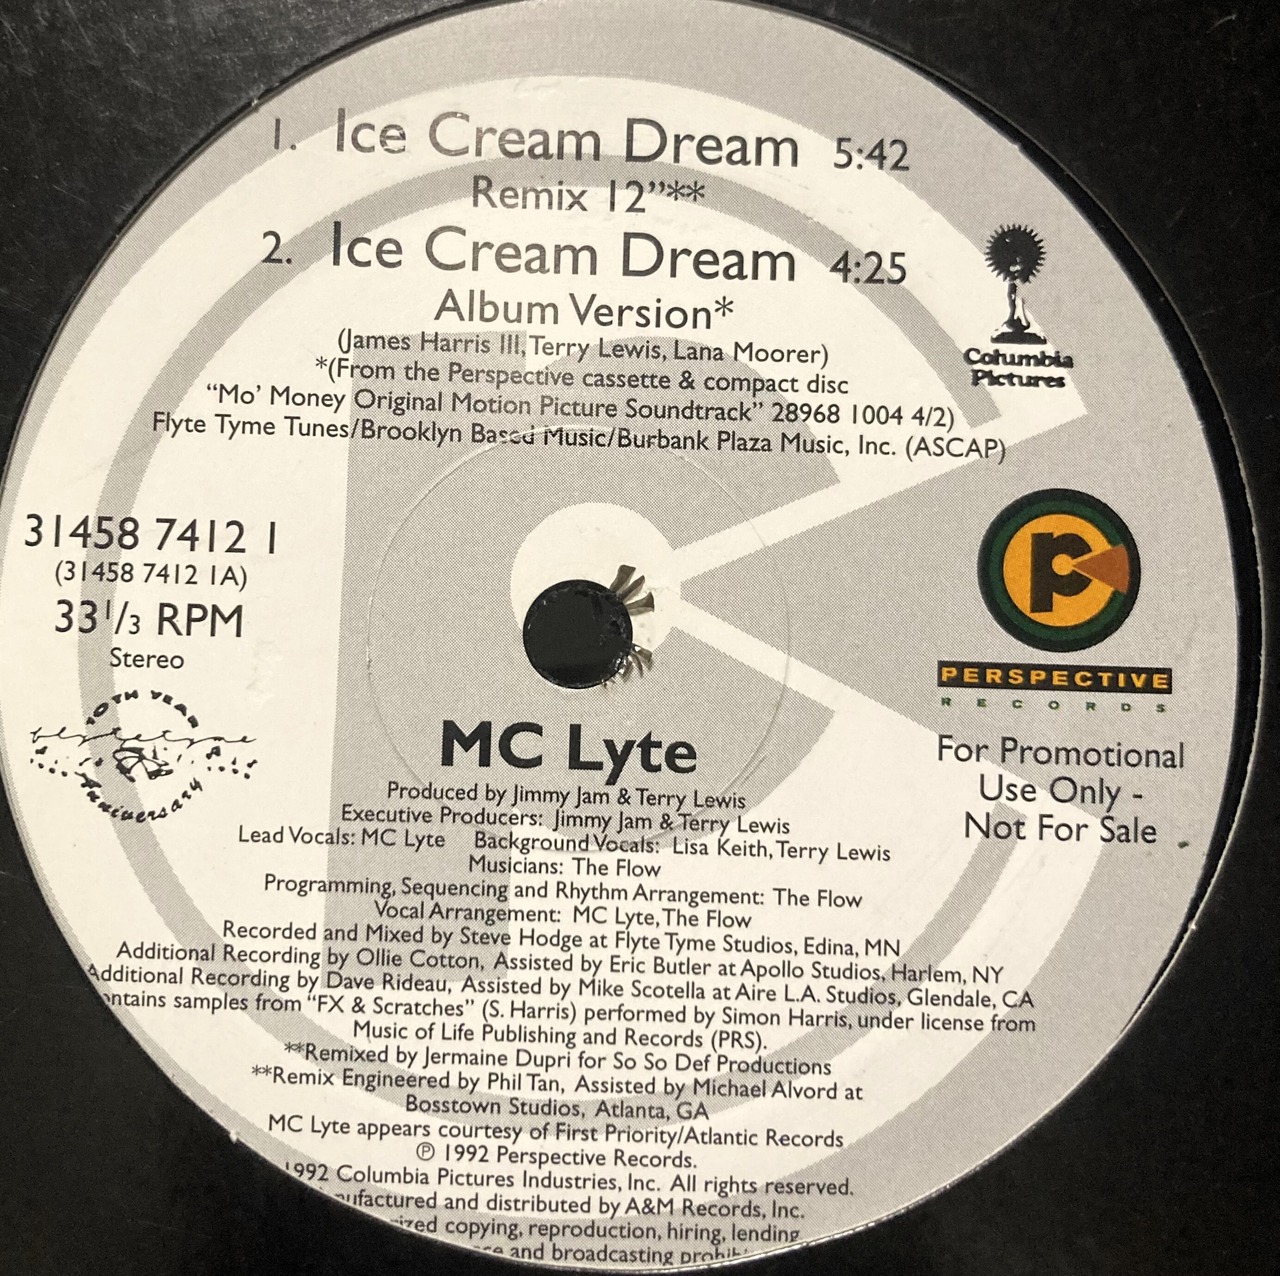 1. Ice Cream Dream 5:42
Remix 12”**
2. Ice Cream Dream 4:25
Album Version*
(James Harris III, Terry Lewis, Lana Moorer)
*(From the Perspective cassette & compact disc
“Mo’ Money Original Motion Picture Soundtrack” 28968 1004 4/2)
Flyte Tyme Tunes/Brooklyn Based Music/Burbank Plaza Music, Inc. (ASCAP)
Columbia
Pictures
31458 7412 1
(31458 7412 1A)
33 1/3 RPM
Stereo
10TH YEAR
flyte tyme
Anniversary
P
PERSPECTIVE
RECORDS
For Promotional
Use Only -
Not For Sale
MC Lyte
Produced by Jimmy Jam & Terry Lewis
Executive Producers: Jimmy Jam & Terry Lewis
Lead Vocals: MC Lyte Background Vocals: Lisa Keith, Terry Lewis
Musicians: The Flow
Programming, Sequencing and Rhythm Arrangement: The Flow
Vocal Arrangement: MC Lyte, The Flow
Recorded and Mixed by Steve Hodge at Flyte Tyme Studios, Edina, MN
Additional Recording by Ollie Cotton, Assisted by Eric Butler at Apollo Studios, Harlem, NY
Additional Recording by Dave Rideau, Assisted by Mike Scotella at Aire L.A. Studios, Glendale, CA
ontains samples from “FX & Scratches” (S. Harris) performed by Simon Harris, under license from
Music of Life Publishing and Records (PRS).
**Remixed by Jermaine Dupri for So So Def Productions
**Remix Engineered by Phil Tan, Assisted by Michael Alvord at
Bosstown Studios, Atlanta, GA
MC Lyte appears courtesy of First Priority/Atlantic Records
℗ 1992 Perspective Records.
1992 Columbia Pictures Industries, Inc. All rights reserved.
ufactured and distributed by A&M Records, Inc.
ized copying, reproduction, hiring, lending
and broadcasting prohib